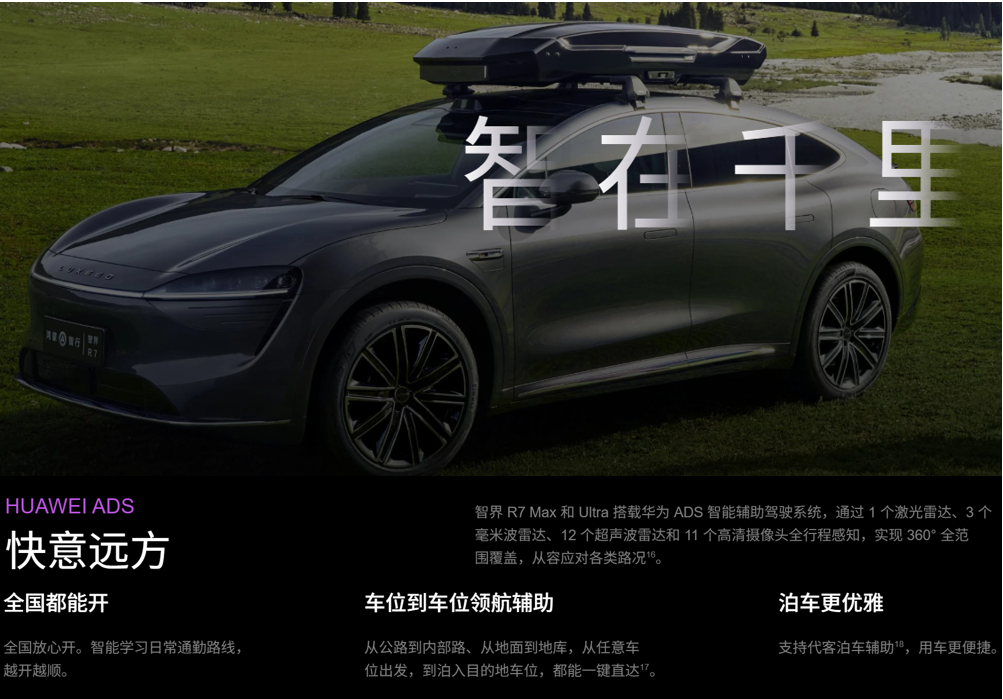 智在千里
LUXEED
鸿蒙智行 智界 R7
HUAWEI ADS
快意远方
智界 R7 Max 和 Ultra 搭载华为 ADS 智能辅助驾驶系统，通过 1 个激光雷达、3 个
毫米波雷达、12 个超声波雷达和 11 个高清摄像头全行程感知，实现 360° 全范
围覆盖，从容应对各类路况16。
全国都能开
全国放心开。智能学习日常通勤路线，
越开越顺。
车位到车位领航辅助
从公路到内部路、从地面到地库，从任意车
位出发，到泊入目的地车位，都能一键直达17。
泊车更优雅
支持代客泊车辅助18，用车更便捷。